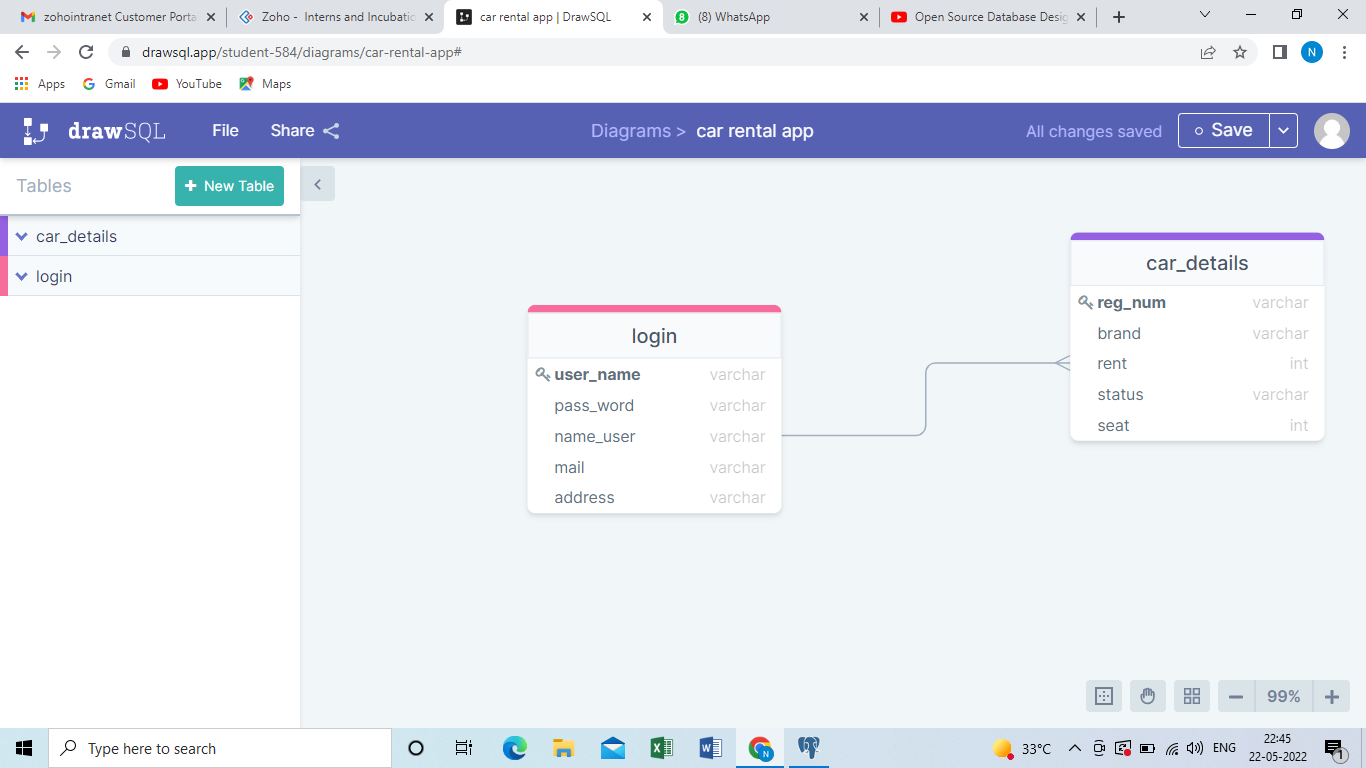 zohointranet Customer Porta
Zoho - Interns and Incubatio
car rental app | DrawSQL
(8) WhatsApp
Open Source Database Desig
drawsql.app/student-584/diagrams/car-rental-app#
N
Apps
Gmail
YouTube
Maps
drawSQL
File
Share
Diagrams > car rental app
All changes saved
Save
Tables
+ New Table
car_details
login
login
user_name varchar
pass_word varchar
name_user varchar
mail varchar
address varchar
car_details
reg_num varchar
brand varchar
rent int
status varchar
seat int
99%
Type here to search
33°C
ENG
22:45
22-05-2022
1